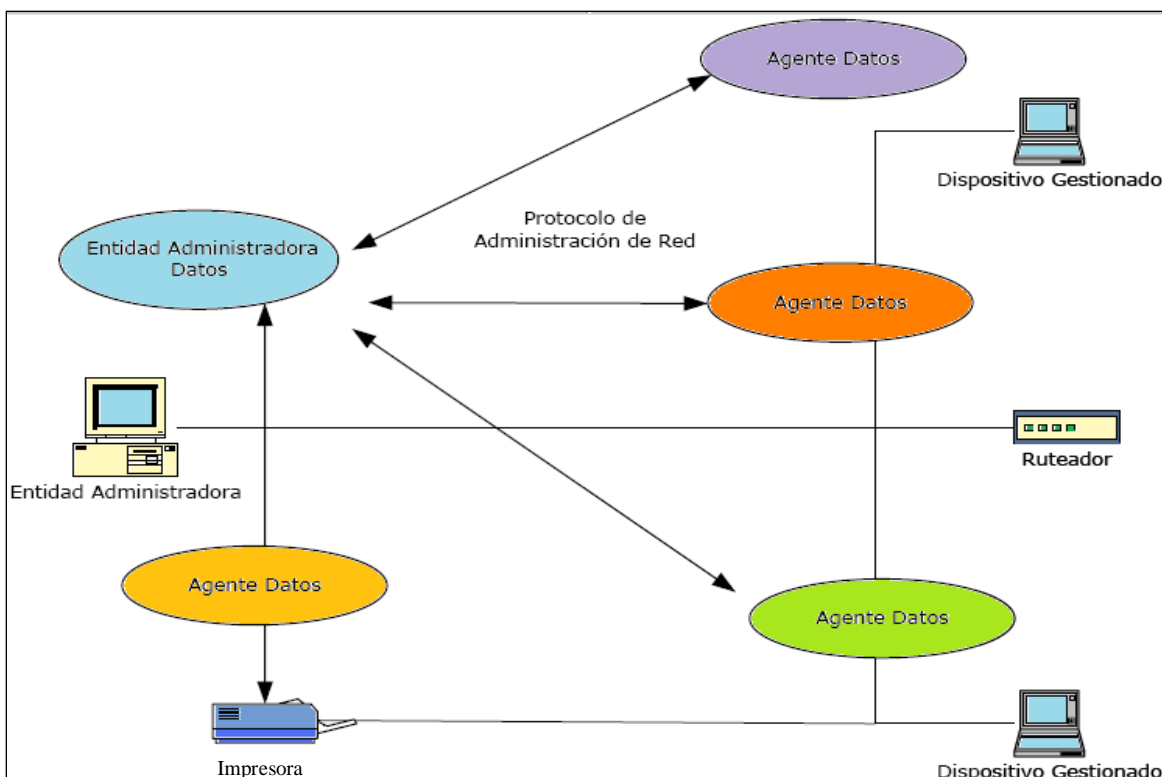 Agente Datos
Dispositivo Gestionado
Protocolo de
Administración de Red
Entidad Administradora
Datos
Agente Datos
Ruteador
Entidad Administradora
Agente Datos
Agente Datos
Impresora
Dispositivo Gestionado